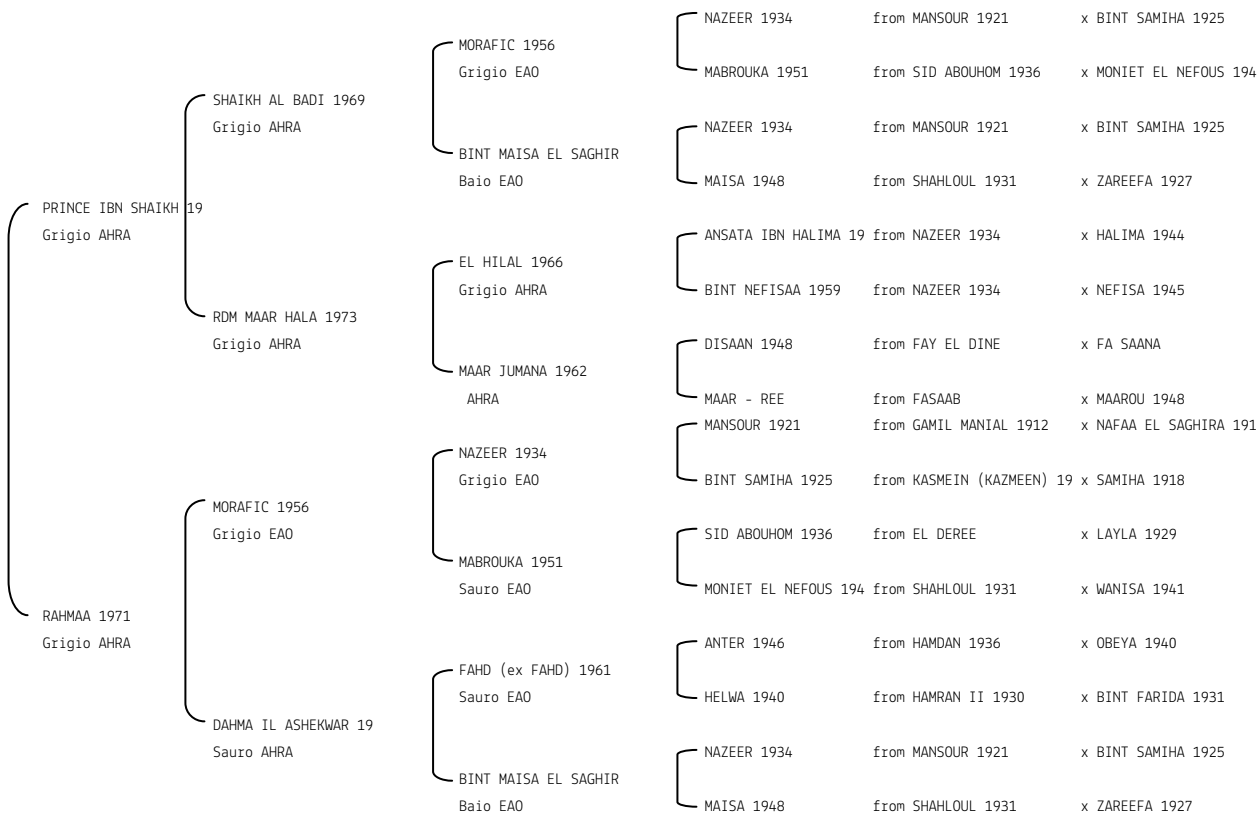 NAZEER 1934 from MANSOUR 1921 x BINT SAMIHA 1925
MORAFIC 1956
Grigio EAO MABROUKA 1951 from SID ABOUHOM 1936 x MONIET EL NEFOUS 194
SHAIKH AL BADI 1969
Grigio AHRA NAZEER 1934 from MANSOUR 1921 x BINT SAMIHA 1925
BINT MAISA EL SAGHIR
Baio EAO MAISA 1948 from SHAHLOUL 1931 x ZAREEFA 1927
PRINCE IBN SHAIKH 19
Grigio AHRA ANSATA IBN HALIMA 19 from NAZEER 1934 x HALIMA 1944
EL HILAL 1966
Grigio AHRA BINT NEFISAA 1959 from NAZEER 1934 x NEFISA 1945
RDM MAAR HALA 1973
Grigio AHRA DISAAN 1948 from FAY EL DINE x FA SAANA
MAAR JUMANA 1962
AHRA MAAR - REE from FASAAB x MAAROU 1948
MANSOUR 1921 from GAMIL MANIAL 1912 x NAFAA EL SAGHIRA 191
NAZEER 1934
Grigio EAO BINT SAMIHA 1925 from KASMEIN (KAZMEEN) 19 x SAMIHA 1918
MORAFIC 1956
Grigio EAO SID ABOUHOM 1936 from EL DEREE x LAYLA 1929
MABROUKA 1951
Sauro EAO MONIET EL NEFOUS 194 from SHAHLOUL 1931 x WANISA 1941
RAHMAA 1971
Grigio AHRA ANTER 1946 from HAMDAN 1936 x OBEYA 1940
FAHD (ex FAHD) 1961
Sauro EAO HELWA 1940 from HAMRAN II 1930 x BINT FARIDA 1931
DAHMA IL ASHEKWAR 19
Sauro AHRA NAZEER 1934 from MANSOUR 1921 x BINT SAMIHA 1925
BINT MAISA EL SAGHIR
Baio EAO MAISA 1948 from SHAHLOUL 1931 x ZAREEFA 1927